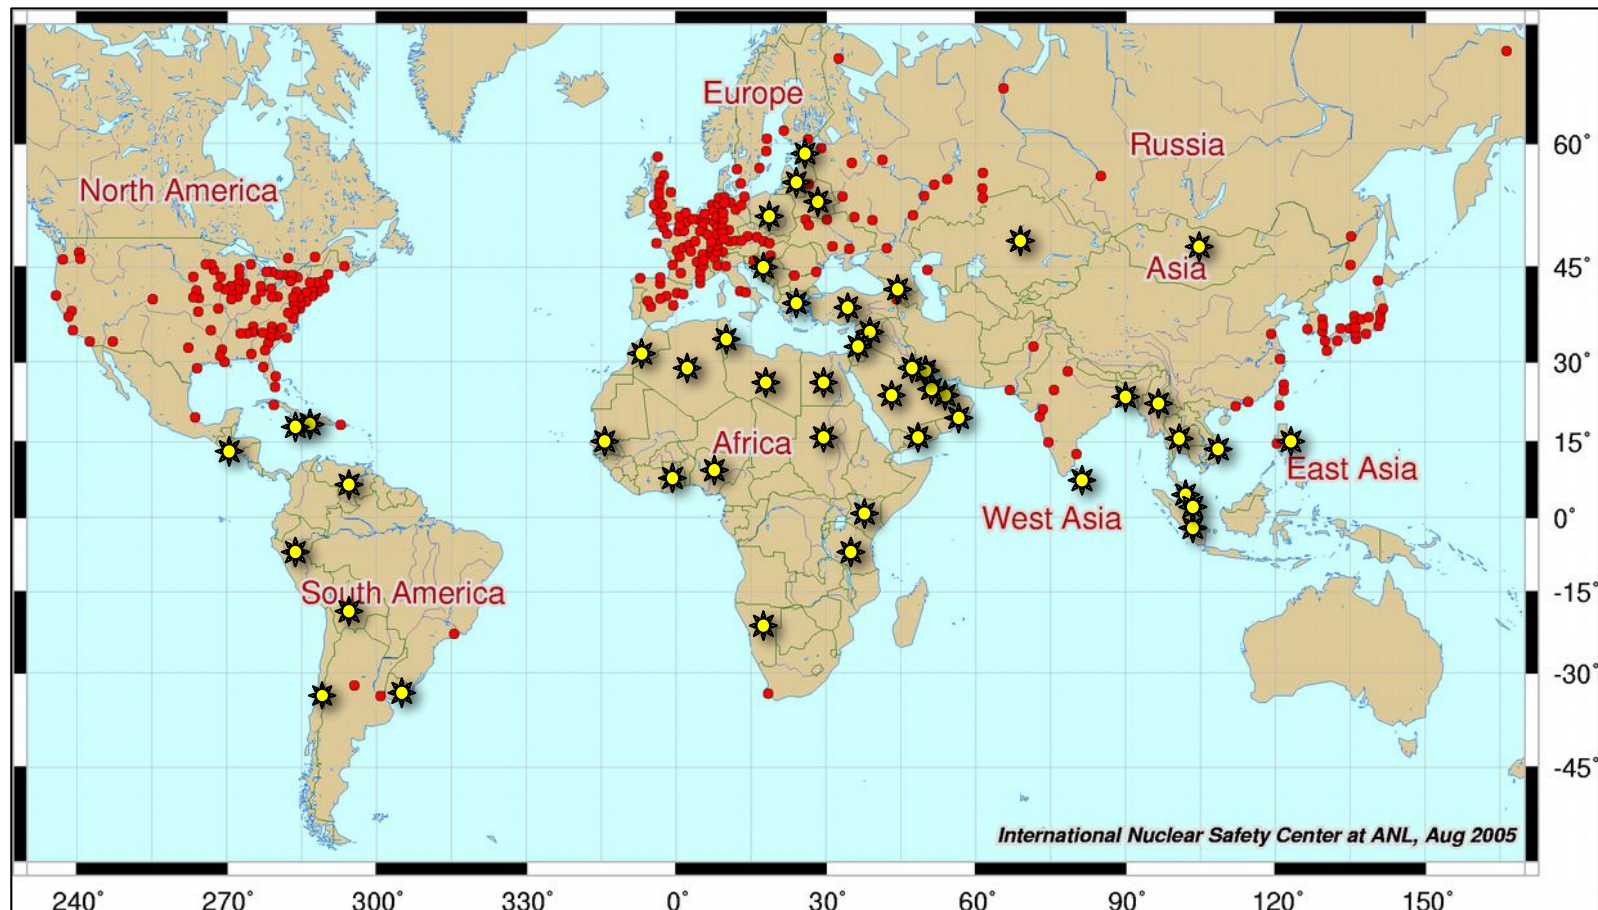 Europe
Russia
60°
North America
Asia
45°
30°
Africa
15°
East Asia
West Asia
0°
South America
-15°
-30°
-45°
International Nuclear Safety Center at ANL, Aug 2005
240° 270° 300° 330° 0° 30° 60° 90° 120° 150°